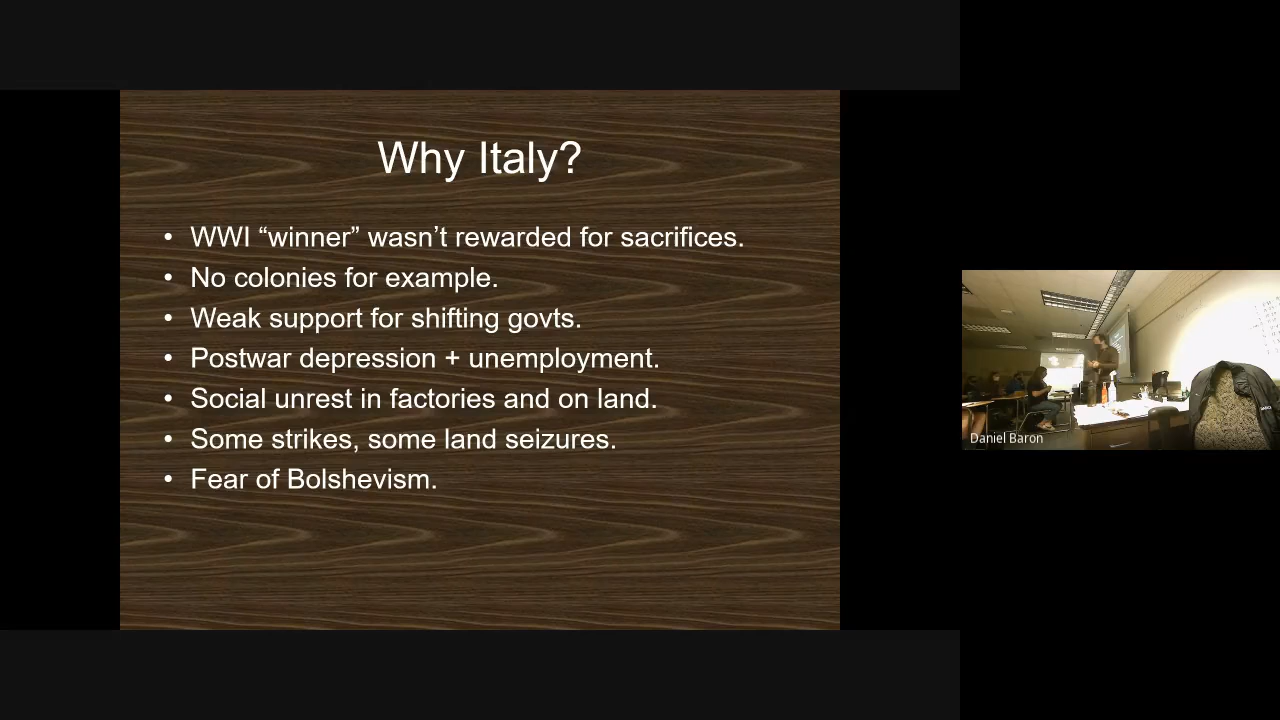 Why Italy?
• WWI “winner” wasn’t rewarded for sacrifices.
• No colonies for example.
• Weak support for shifting govts.
• Postwar depression + unemployment.
• Social unrest in factories and on land.
• Some strikes, some land seizures.
• Fear of Bolshevism.
Daniel Baron